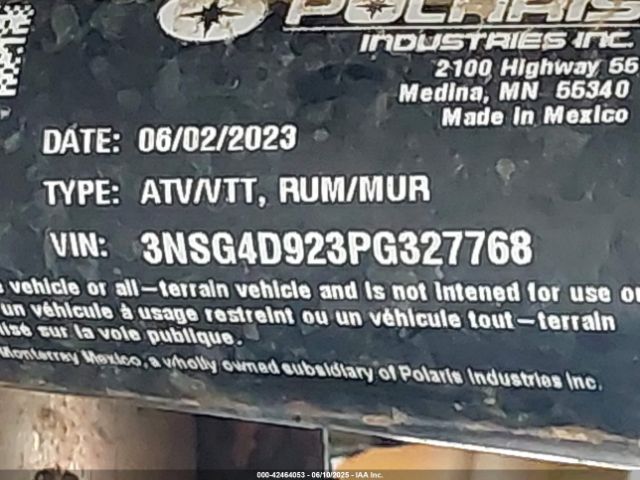 POLARIS
INDUSTRIES INC.
2100 Highway 55
Medina, MN 55340
Made in Mexico
DATE: 06/02/2023
TYPE: ATV/VTT, RUM/MUR
VIN: 3NSG4D923PG327768
vehicle or all-terrain vehicle and is not intended for use
un véhicule à usage restreint ou un véhicule tout-terrain
sur la voie publique.
Monterrey Mexico, a wholly owned subsidiary of Polaris Industries Inc.
000-42464053 - 06/10/2025 - IAA Inc.